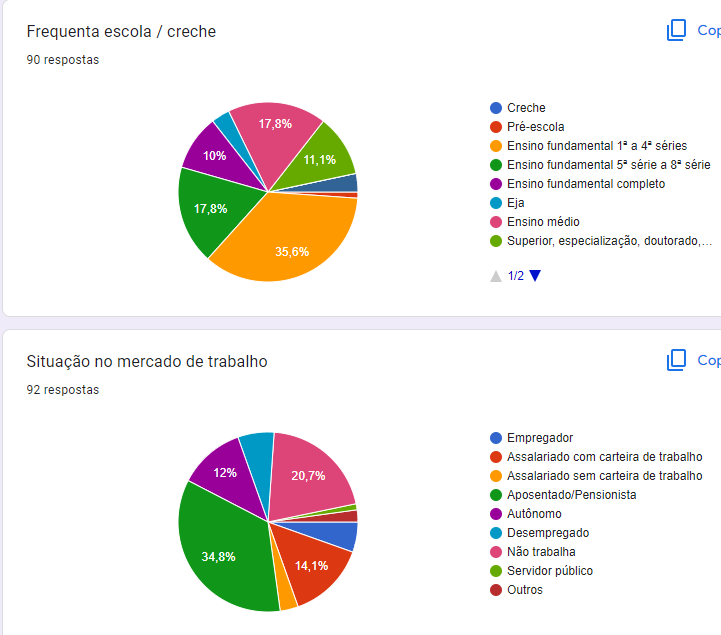 Frequenta escola / creche
Cop
90 respostas
17,8%
11,1%
10%
17,8%
35,6%
Creche
Pré-escola
Ensino fundamental 1ª a 4ª séries
Ensino fundamental 5ª série a 8ª série
Ensino fundamental completo
Eja
Ensino médio
Superior, especialização, doutorado,...
1/2
Situação no mercado de trabalho
Cop
92 respostas
12%
20,7%
34,8%
14,1%
Empregador
Assalariado com carteira de trabalho
Assalariado sem carteira de trabalho
Aposentado/Pensionista
Autônomo
Desempregado
Não trabalha
Servidor público
Outros